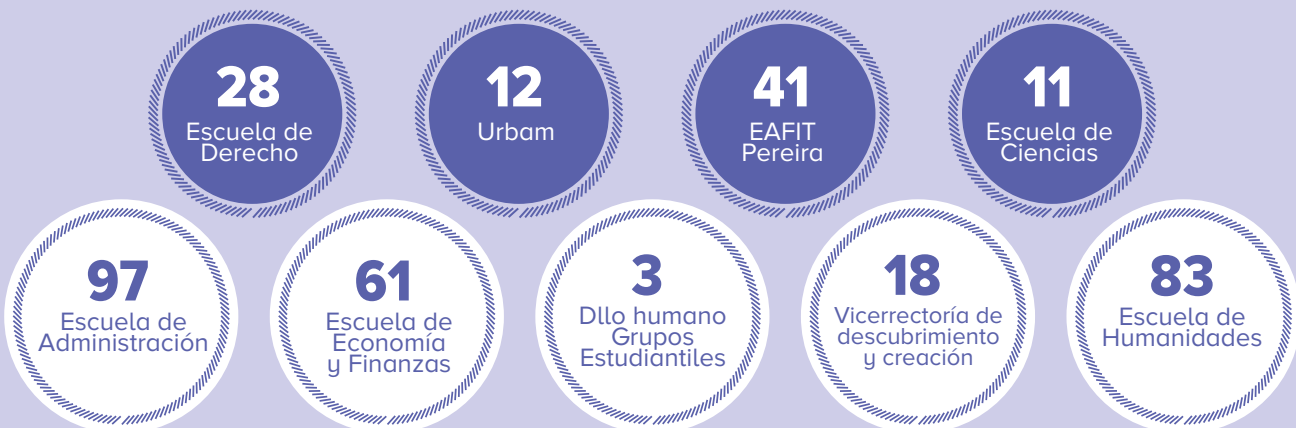 28
Escuela de
Derecho
12
Urbam
41
EAFIT
Pereira
11
Escuela de
Ciencias
97
Escuela de
Administración
61
Escuela de
Economía
y Finanzas
3
Dllo humano
Grupos
Estudiantiles
18
Vicerrectoría de
descubrimiento
y creación
83
Escuela de
Humanidades